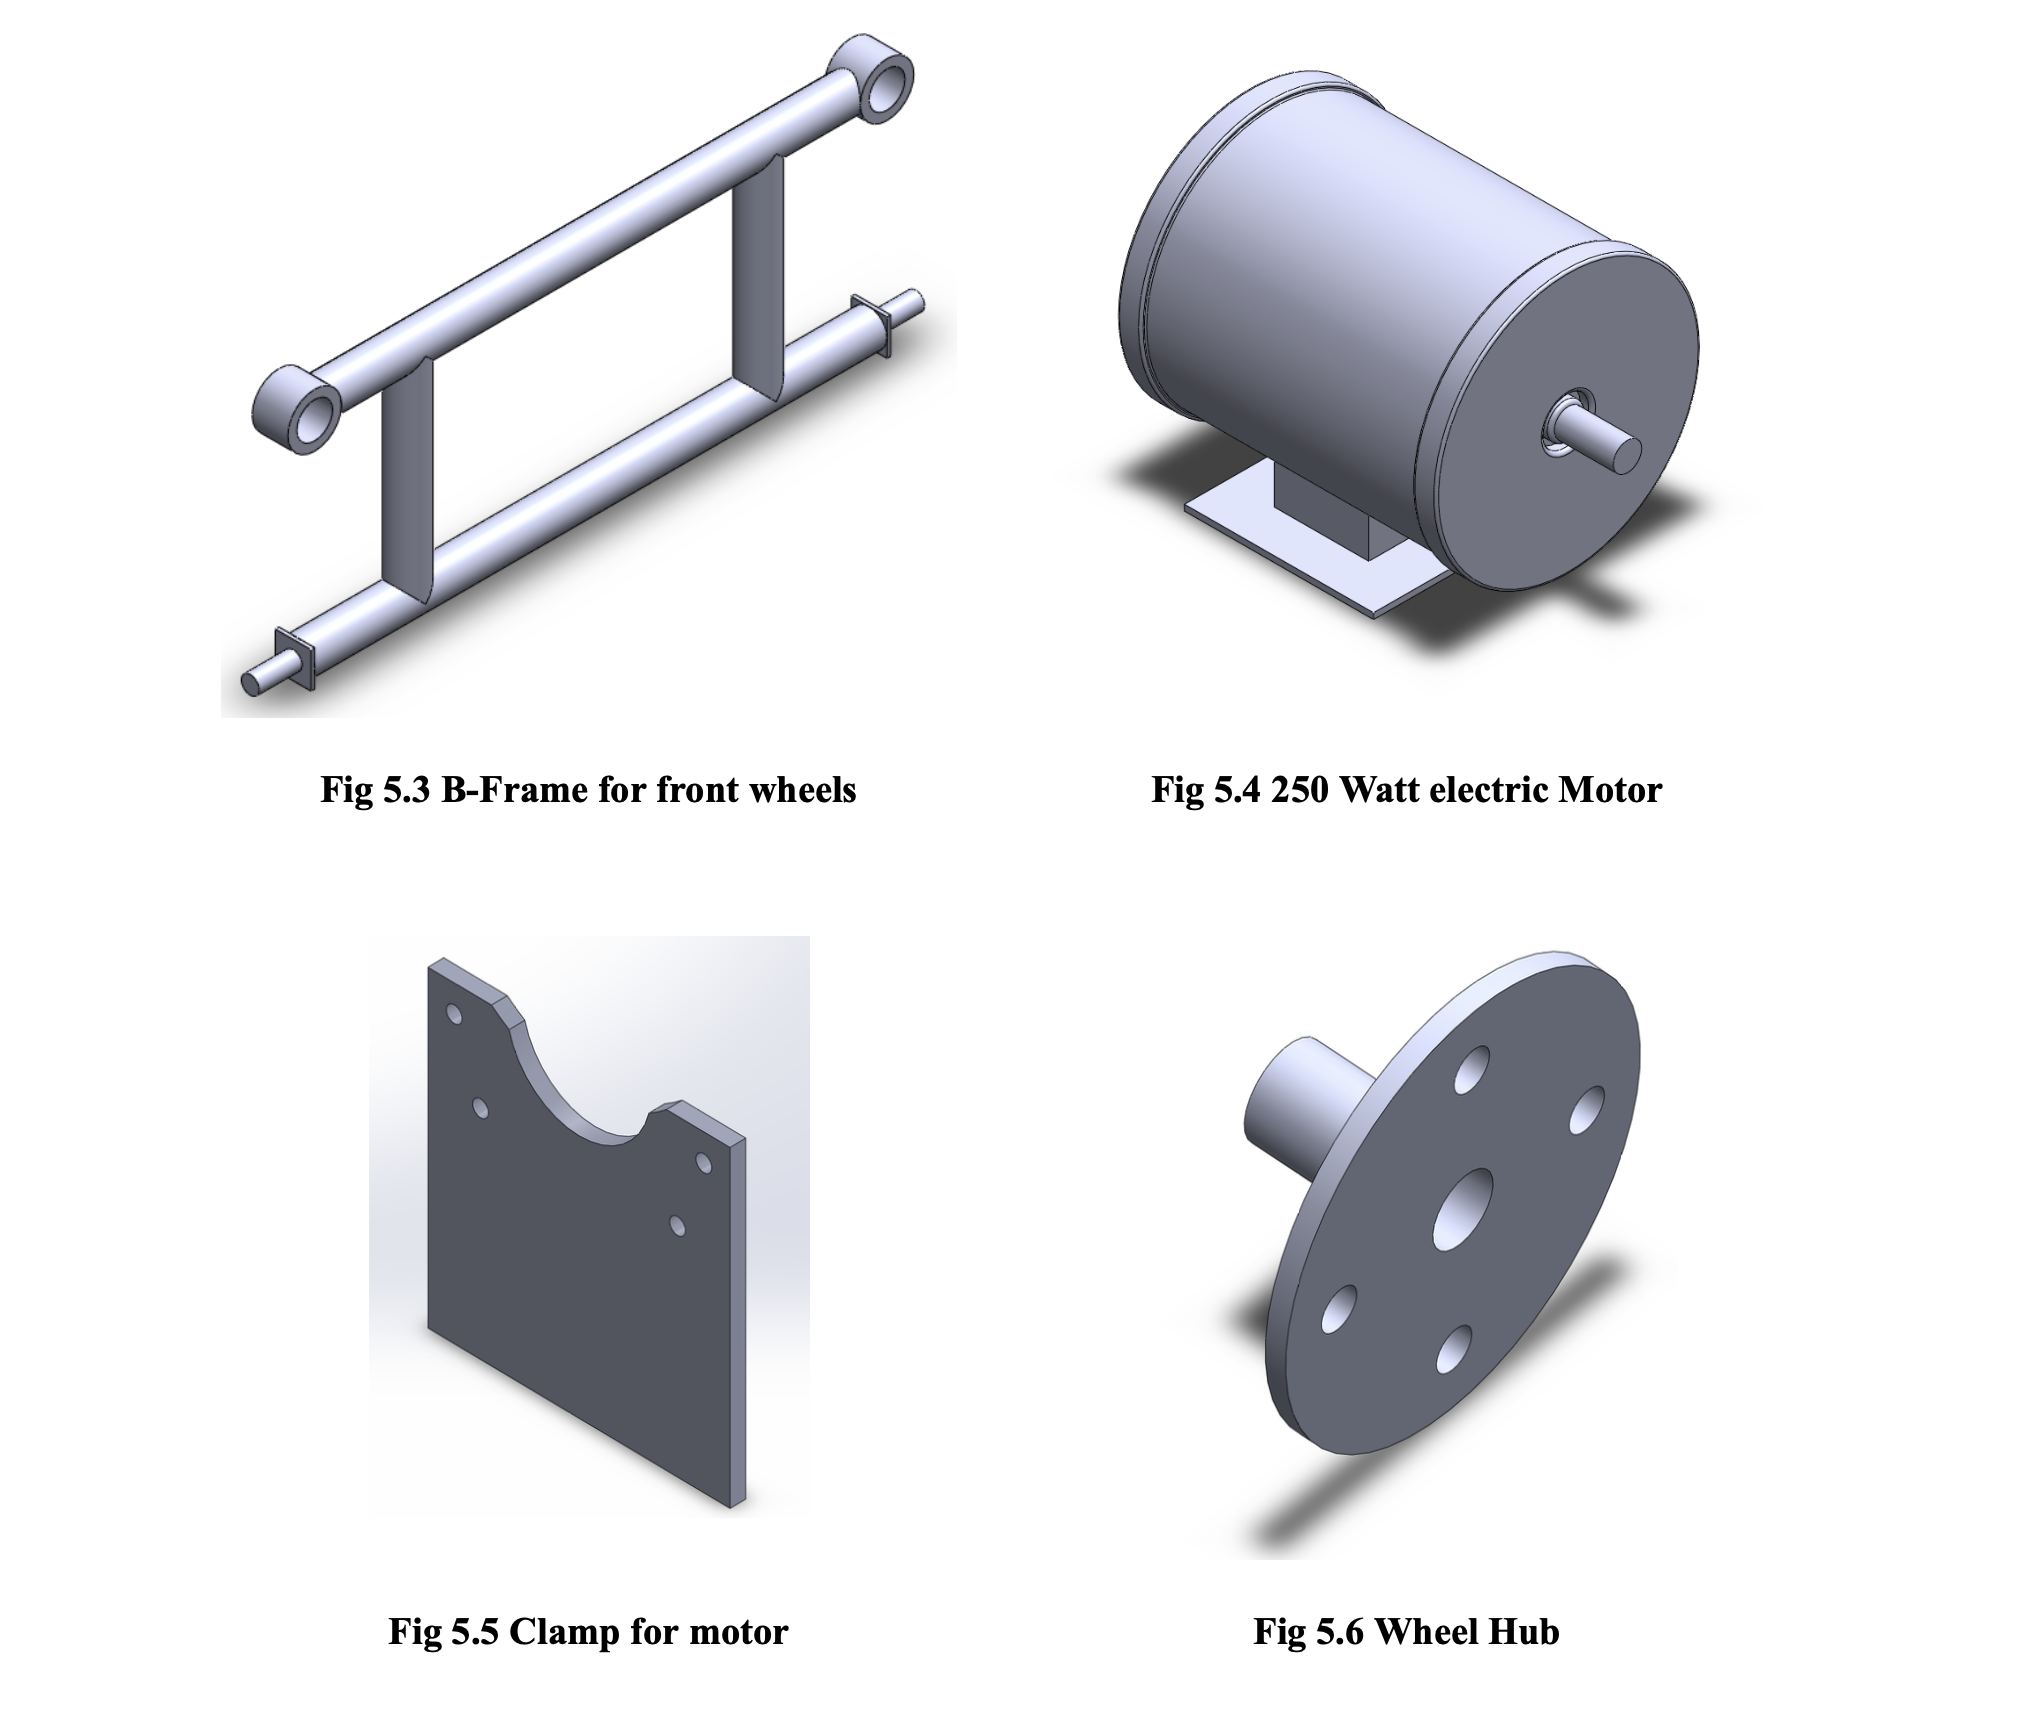 Fig 5.3 B-Frame for front wheels
Fig 5.4 250 Watt electric Motor
Fig 5.5 Clamp for motor
Fig 5.6 Wheel Hub